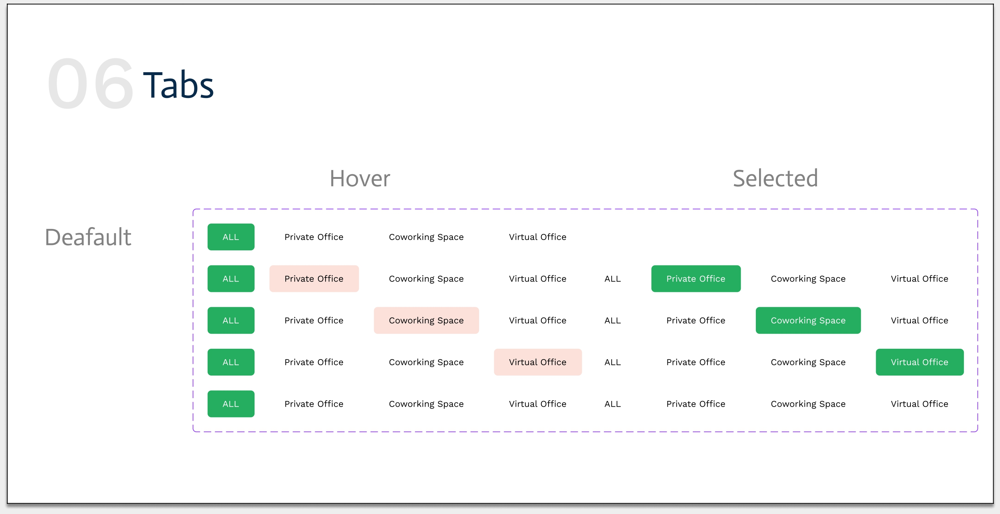 06 Tabs
Hover Selected
Deafault
ALL Private Office Coworking Space Virtual Office
ALL Private Office Coworking Space Virtual Office ALL Private Office Coworking Space Virtual Office
ALL Private Office Coworking Space Virtual Office ALL Private Office Coworking Space Virtual Office
ALL Private Office Coworking Space Virtual Office ALL Private Office Coworking Space Virtual Office
ALL Private Office Coworking Space Virtual Office ALL Private Office Coworking Space Virtual Office